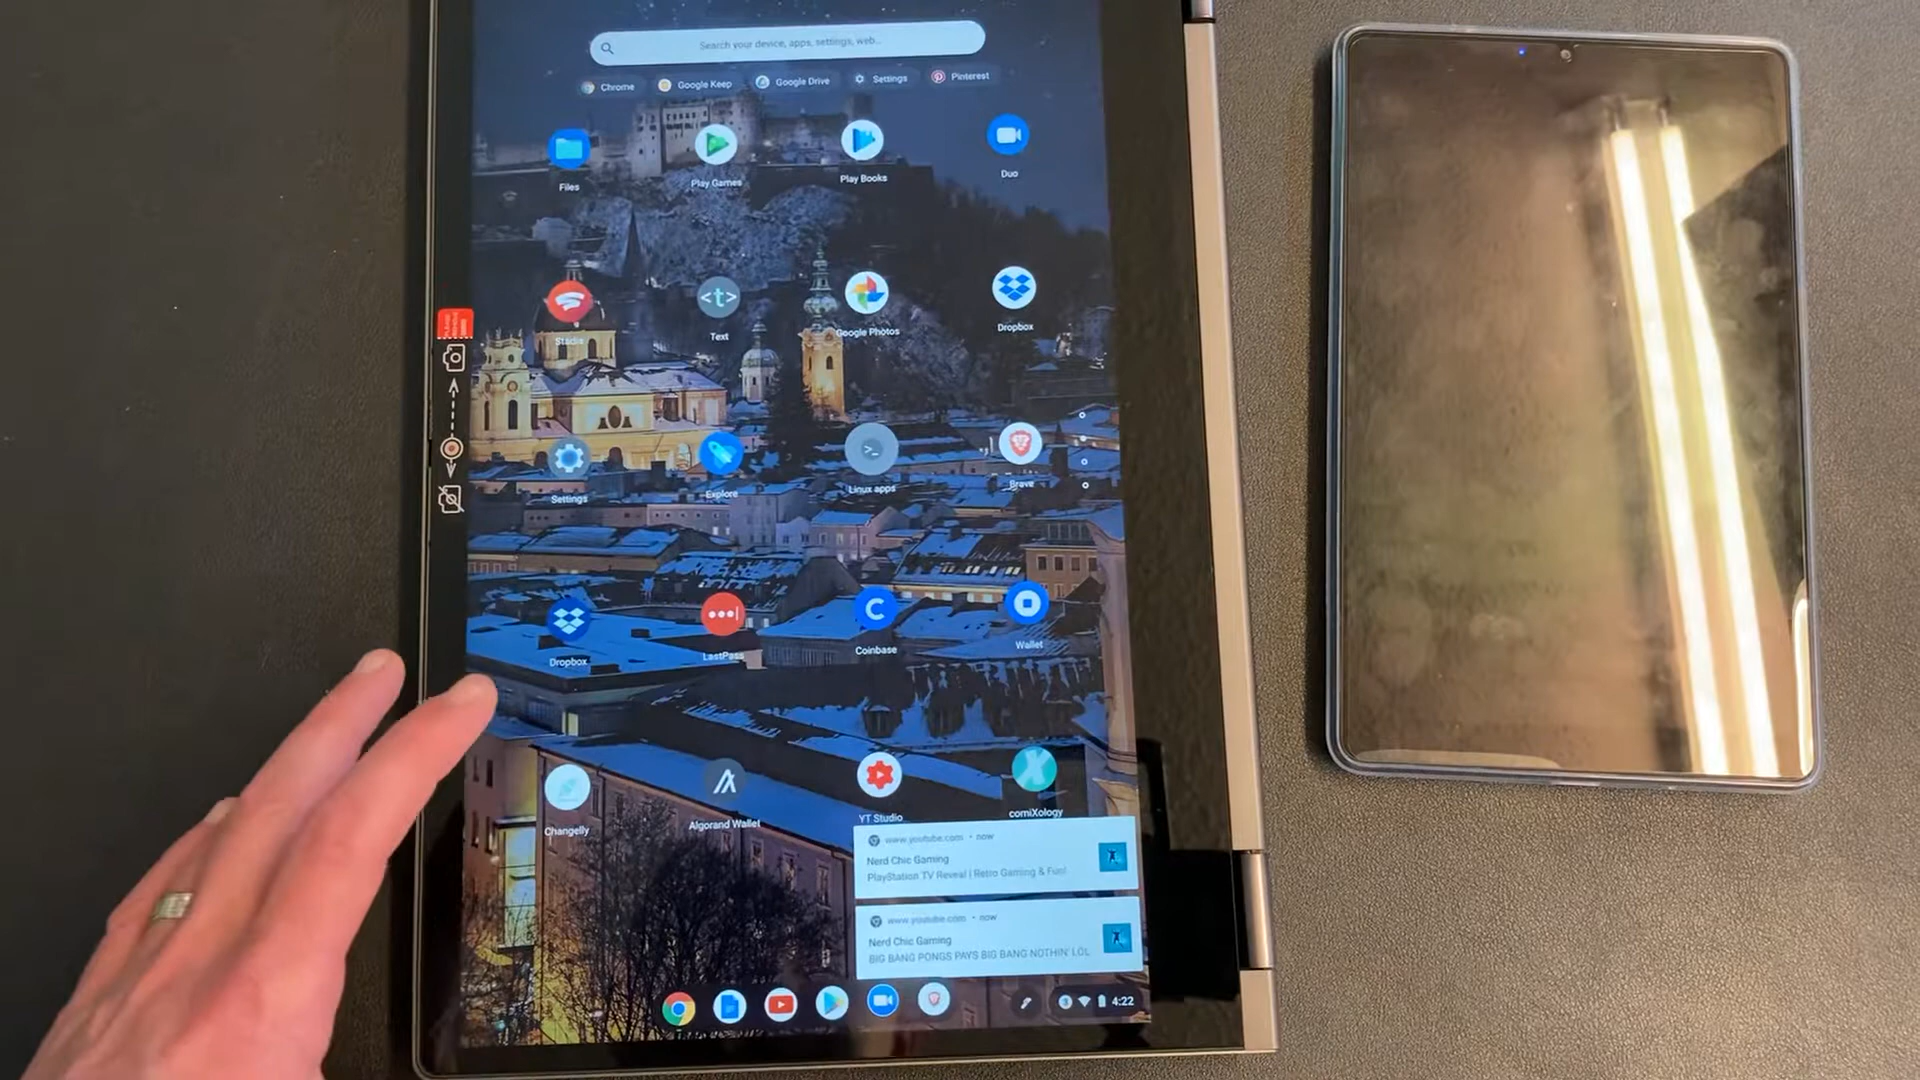 Search your device, apps, settings, web...
Chrome Google Keep Google Drive Settings Pinterest
Files Play Games Play Books Duo
Stadia <t> Text Google Photos Dropbox
Settings Explore >_ Linux apps Brave
Dropbox LastPass C Coinbase Wallet
Changelly Algorand Wallet YT Studio comiXology
www.youtube.com • now
Nerd Chic Gaming
PlayStation TV Reveal | Retro Gaming & Fun!
www.youtube.com • now
Nerd Chic Gaming
BIG BANG PONGS PAYS BIG BANG NOTHIN' LOL
4:22